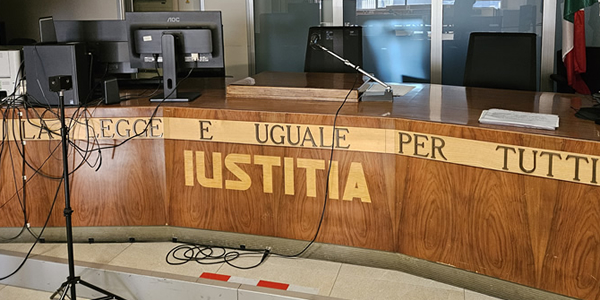 AOC
LA LEGGE E UGUALE PER TUTTI
IUSTITIA